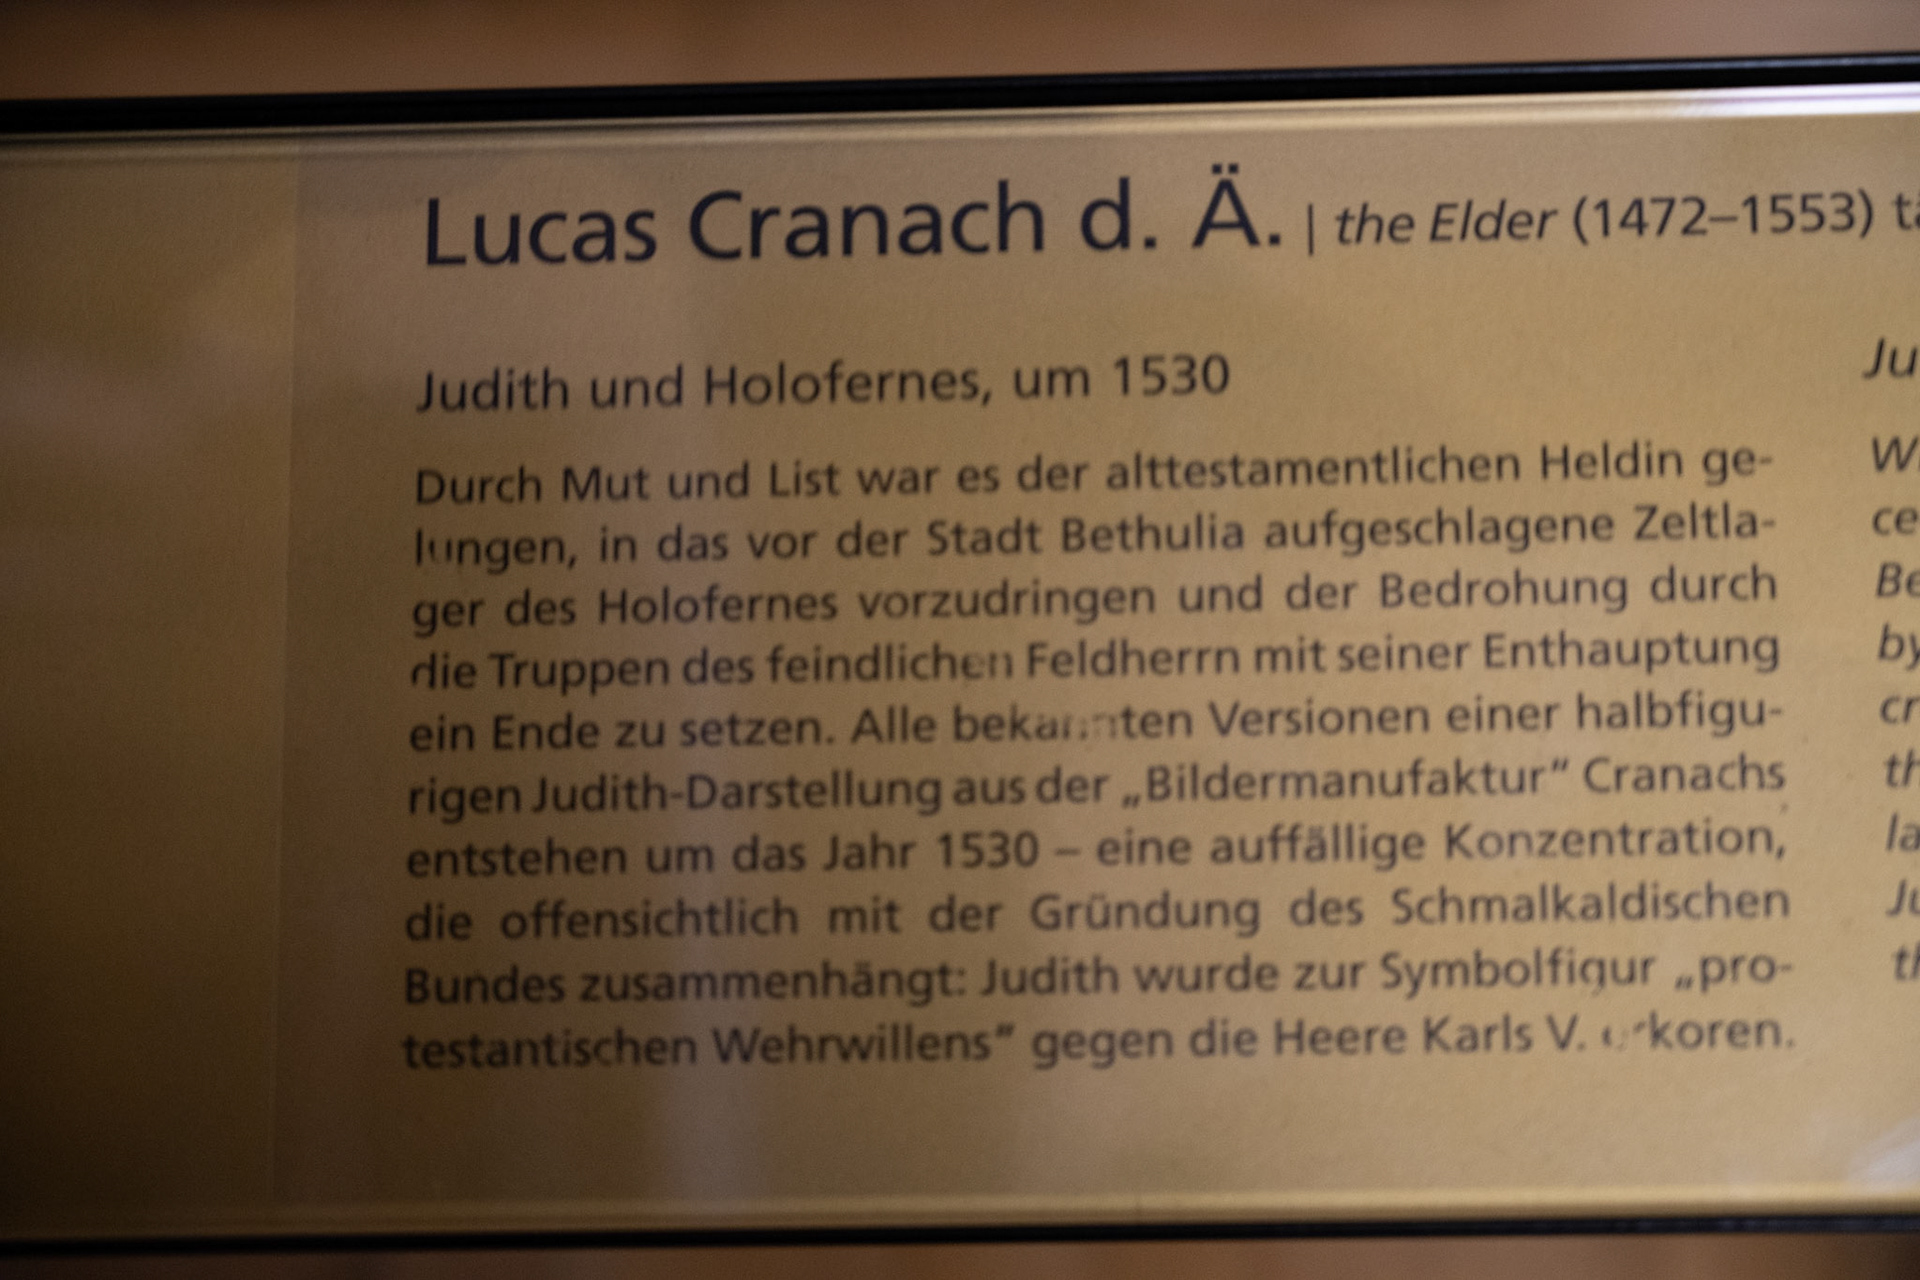 Lucas Cranach d. Ä. | the Elder (1472–1553)
Judith und Holofernes, um 1530
Durch Mut und List war es der alttestamentlichen Heldin ge-
lungen, in das vor der Stadt Bethulia aufgeschlagene Zeltla-
ger des Holofernes vorzudringen und der Bedrohung durch
die Truppen des feindlichen Feldherrn mit seiner Enthauptung
ein Ende zu setzen. Alle bekannten Versionen einer halbfigu-
rigen Judith-Darstellung aus der „Bildermanufaktur“ Cranachs
entstehen um das Jahr 1530 – eine auffällige Konzentration,
die offensichtlich mit der Gründung des Schmalkaldischen
Bundes zusammenhängt: Judith wurde zur Symbolfigur „pro-
testantischen Wehrwillens“ gegen die Heere Karls V. erkoren.